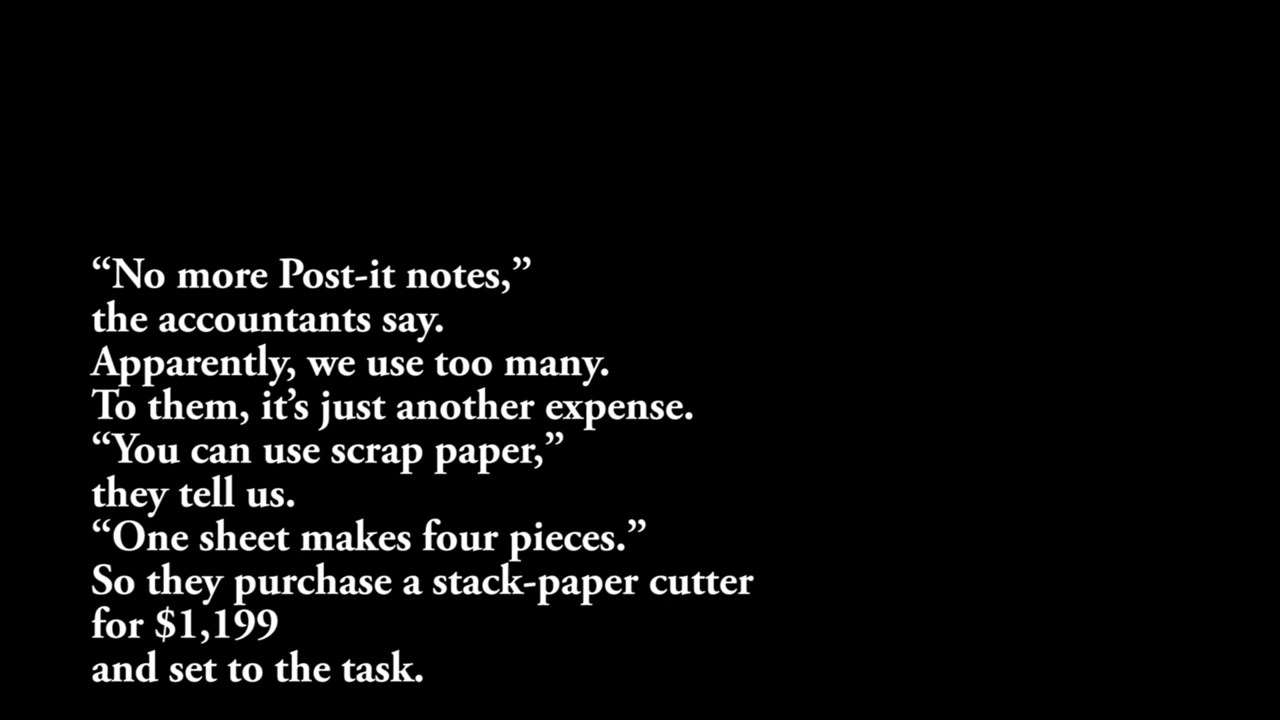 “No more Post-it notes,”
the accountants say.
Apparently, we use too many.
To them, it’s just another expense.
“You can use scrap paper,”
they tell us.
“One sheet makes four pieces.”
So they purchase a stack-paper cutter
for $1,199
and set to the task.